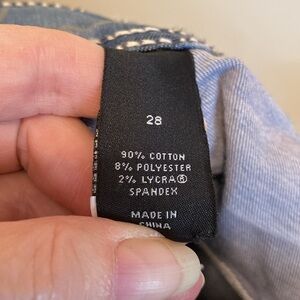 28
90% COTTON
8% POLYESTER
2% LYCRA®
SPANDEX
MADE IN
CHINA